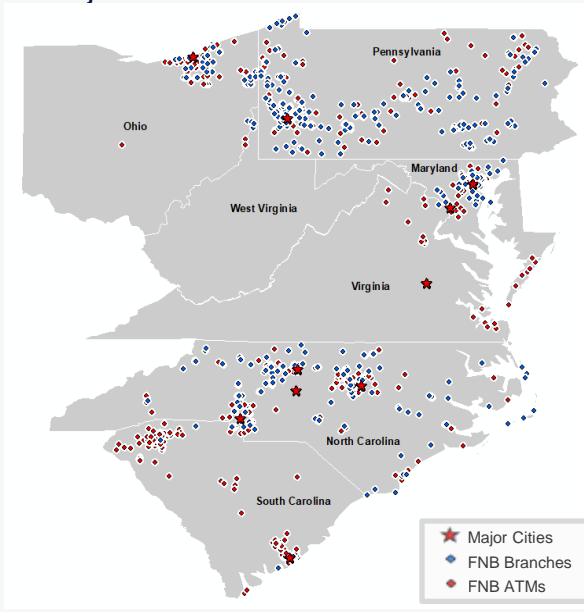 Pennsylvania
Ohio
Maryland
West Virginia
Virginia
North Carolina
South Carolina
Major Cities
FNB Branches
FNB ATMs